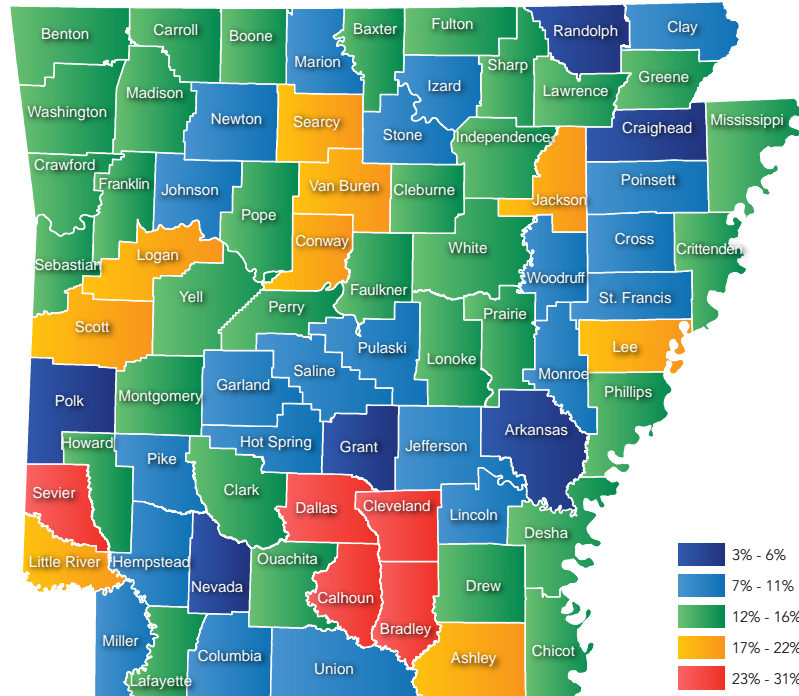 Benton
Carroll
Boone
Baxter
Fulton
Randolph
Clay
Marion
Sharp
Izard
Greene
Lawrence
Madison
Washington
Newton
Searcy
Stone
Independence
Craighead
Mississippi
Crawford
Franklin
Johnson
Van Buren
Cleburne
Jackson
Poinsett
Pope
Conway
White
Cross
Crittenden
Logan
Sebastian
Woodruff
Faulkner
Yell
St. Francis
Perry
Prairie
Scott
Pulaski
Lee
Lonoke
Saline
Monroe
Garland
Montgomery
Phillips
Polk
Arkansas
Howard
Hot Spring
Grant
Jefferson
Pike
Clark
Sevier
Dallas
Cleveland
Lincoln
Desha
Little River
Hempstead
Ouachita
Nevada
Drew
Calhoun
Bradley
Miller
Columbia
Union
Ashley
Chicot
Lafayette
3% - 6%
7% - 11%
12% - 16%
17% - 22%
23% - 31%